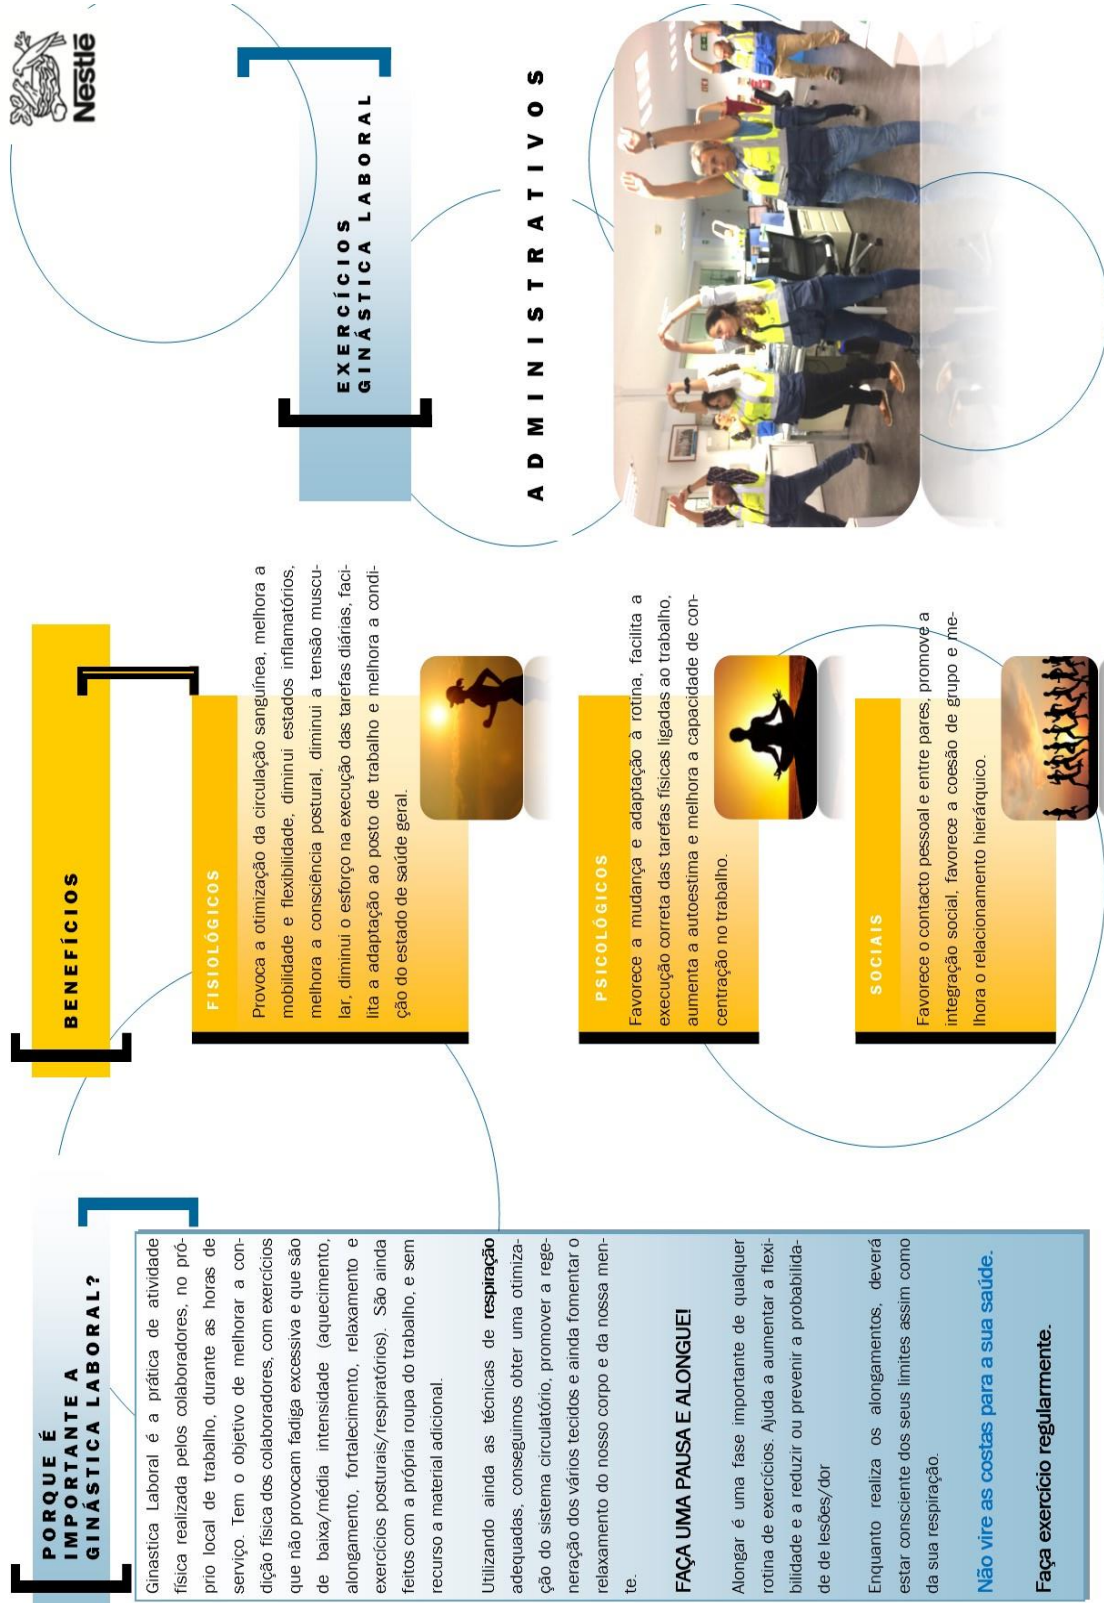 PORQUE É
IMPORTANTE A
GINÁSTICA LABORAL?
Ginastica Laboral é a prática de atividade
física realizada pelos colaboradores, no pró-
prio local de trabalho, durante as horas de
serviço. Tem o objetivo de melhorar a con-
dição física dos colaboradores, com exercícios
que não provocam fadiga excessiva e que são
de baixa/média intensidade (aquecimento,
alongamento, fortalecimento, relaxamento e
exercícios posturais/respiratórios). São ainda
feitos com a própria roupa do trabalho, e sem
recurso a material adicional.
Utilizando ainda as técnicas de respiração
adequadas, conseguimos obter uma otimiza-
ção do sistema circulatório, promover a rege-
neração dos vários tecidos e ainda fomentar o
relaxamento do nosso corpo e da nossa men-
te.
FAÇA UMA PAUSA E ALONGUE!
Alongar é uma fase importante de qualquer
rotina de exercícios. Ajuda a aumentar a flexi-
bilidade e a reduzir ou prevenir a probabilida-
de de lesões/dor
Enquanto realiza os alongamentos, deverá
estar consciente dos seus limites assim como
da sua respiração.
Não vire as costas para a sua saúde.
Faça exercício regularmente.
BENEFÍCIOS
FISIOLÓGICOS
Provoca a otimização da circulação sanguínea, melhora a
mobilidade e flexibilidade, diminui estados inflamatórios,
melhora a consciência postural, diminui a tensão muscu-
lar, diminui o esforço na execução das tarefas diárias, faci-
lita a adaptação ao posto de trabalho e melhora a condi-
ção do estado de saúde geral.
PSICOLÓGICOS
Favorece a mudança e adaptação à rotina, facilita a
execução correta das tarefas físicas ligadas ao trabalho,
aumenta a autoestima e melhora a capacidade de con-
centração no trabalho.
SOCIAIS
Favorece o contacto pessoal e entre pares, promove a
integração social, favorece a coesão de grupo e me-
lhora o relacionamento hierárquico.
Nestlé
EXERCÍCIOS
GINÁSTICA LABORAL
ADMINISTRATIVOS